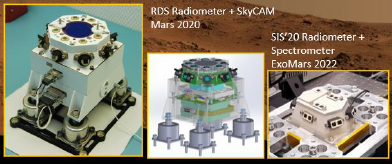 RDS Radiometer + SkyCAM
Mars 2020
SIS'20 Radiometer +
Spectrometer
ExoMars 2022